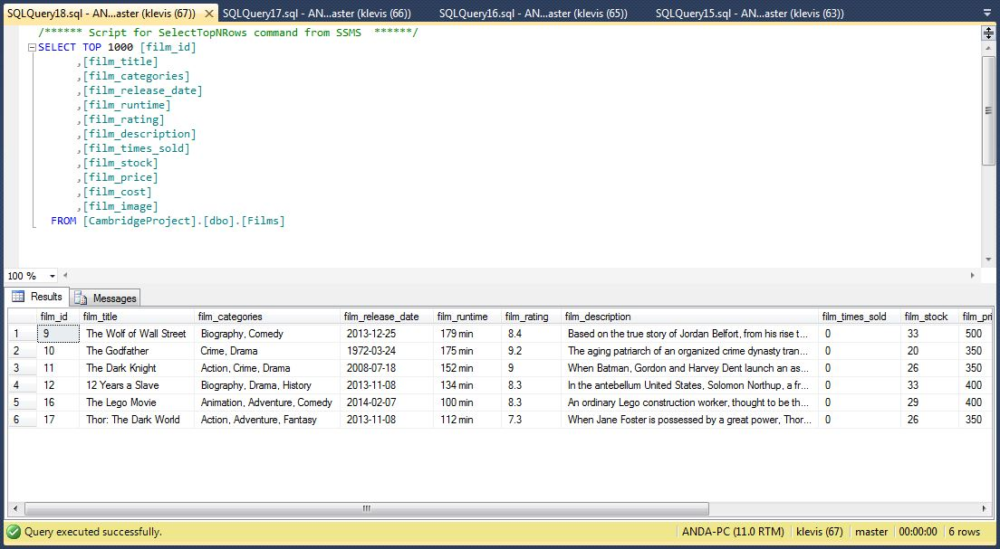 SQLQuery18.sql - AN...aster (klevis (67)) SQLQuery17.sql - AN...aster (klevis (66)) SQLQuery16.sql - AN...aster (klevis (65)) SQLQuery15.sql - AN...aster (klevis (63))
/****** Script for SelectTopNRows command from SSMS  ******/
SELECT TOP 1000 [film_id]
,[film_title]
,[film_categories]
,[film_release_date]
,[film_runtime]
,[film_rating]
,[film_description]
,[film_times_sold]
,[film_stock]
,[film_price]
,[film_cost]
,[film_image]
FROM [CambridgeProject].[dbo].[Films]
100 %
Results Messages
film_id film_title film_categories film_release_date film_runtime film_rating film_description film_times_sold film_stock film_pri
1 9 The Wolf of Wall Street Biography, Comedy 2013-12-25 179 min 8.4 Based on the true story of Jordan Belfort, from his rise t... 0 33 500
2 10 The Godfather Crime, Drama 1972-03-24 175 min 9.2 The aging patriarch of an organized crime dynasty tran... 0 20 350
3 11 The Dark Knight Action, Crime, Drama 2008-07-18 152 min 9 When Batman, Gordon and Harvey Dent launch an as... 0 26 350
4 12 12 Years a Slave Biography, Drama, History 2013-11-08 134 min 8.3 In the antebellum United States, Solomon Northup, a fr... 0 33 400
5 16 The Lego Movie Animation, Adventure, Comedy 2014-02-07 100 min 8.3 An ordinary Lego construction worker, thought to be th... 0 29 400
6 17 Thor: The Dark World Action, Adventure, Fantasy 2013-11-08 112 min 7.3 When Jane Foster is possessed by a great power, Thor... 0 26 350
Query executed successfully. ANDA-PC (11.0 RTM) klevis (67) master 00:00:00 6 rows